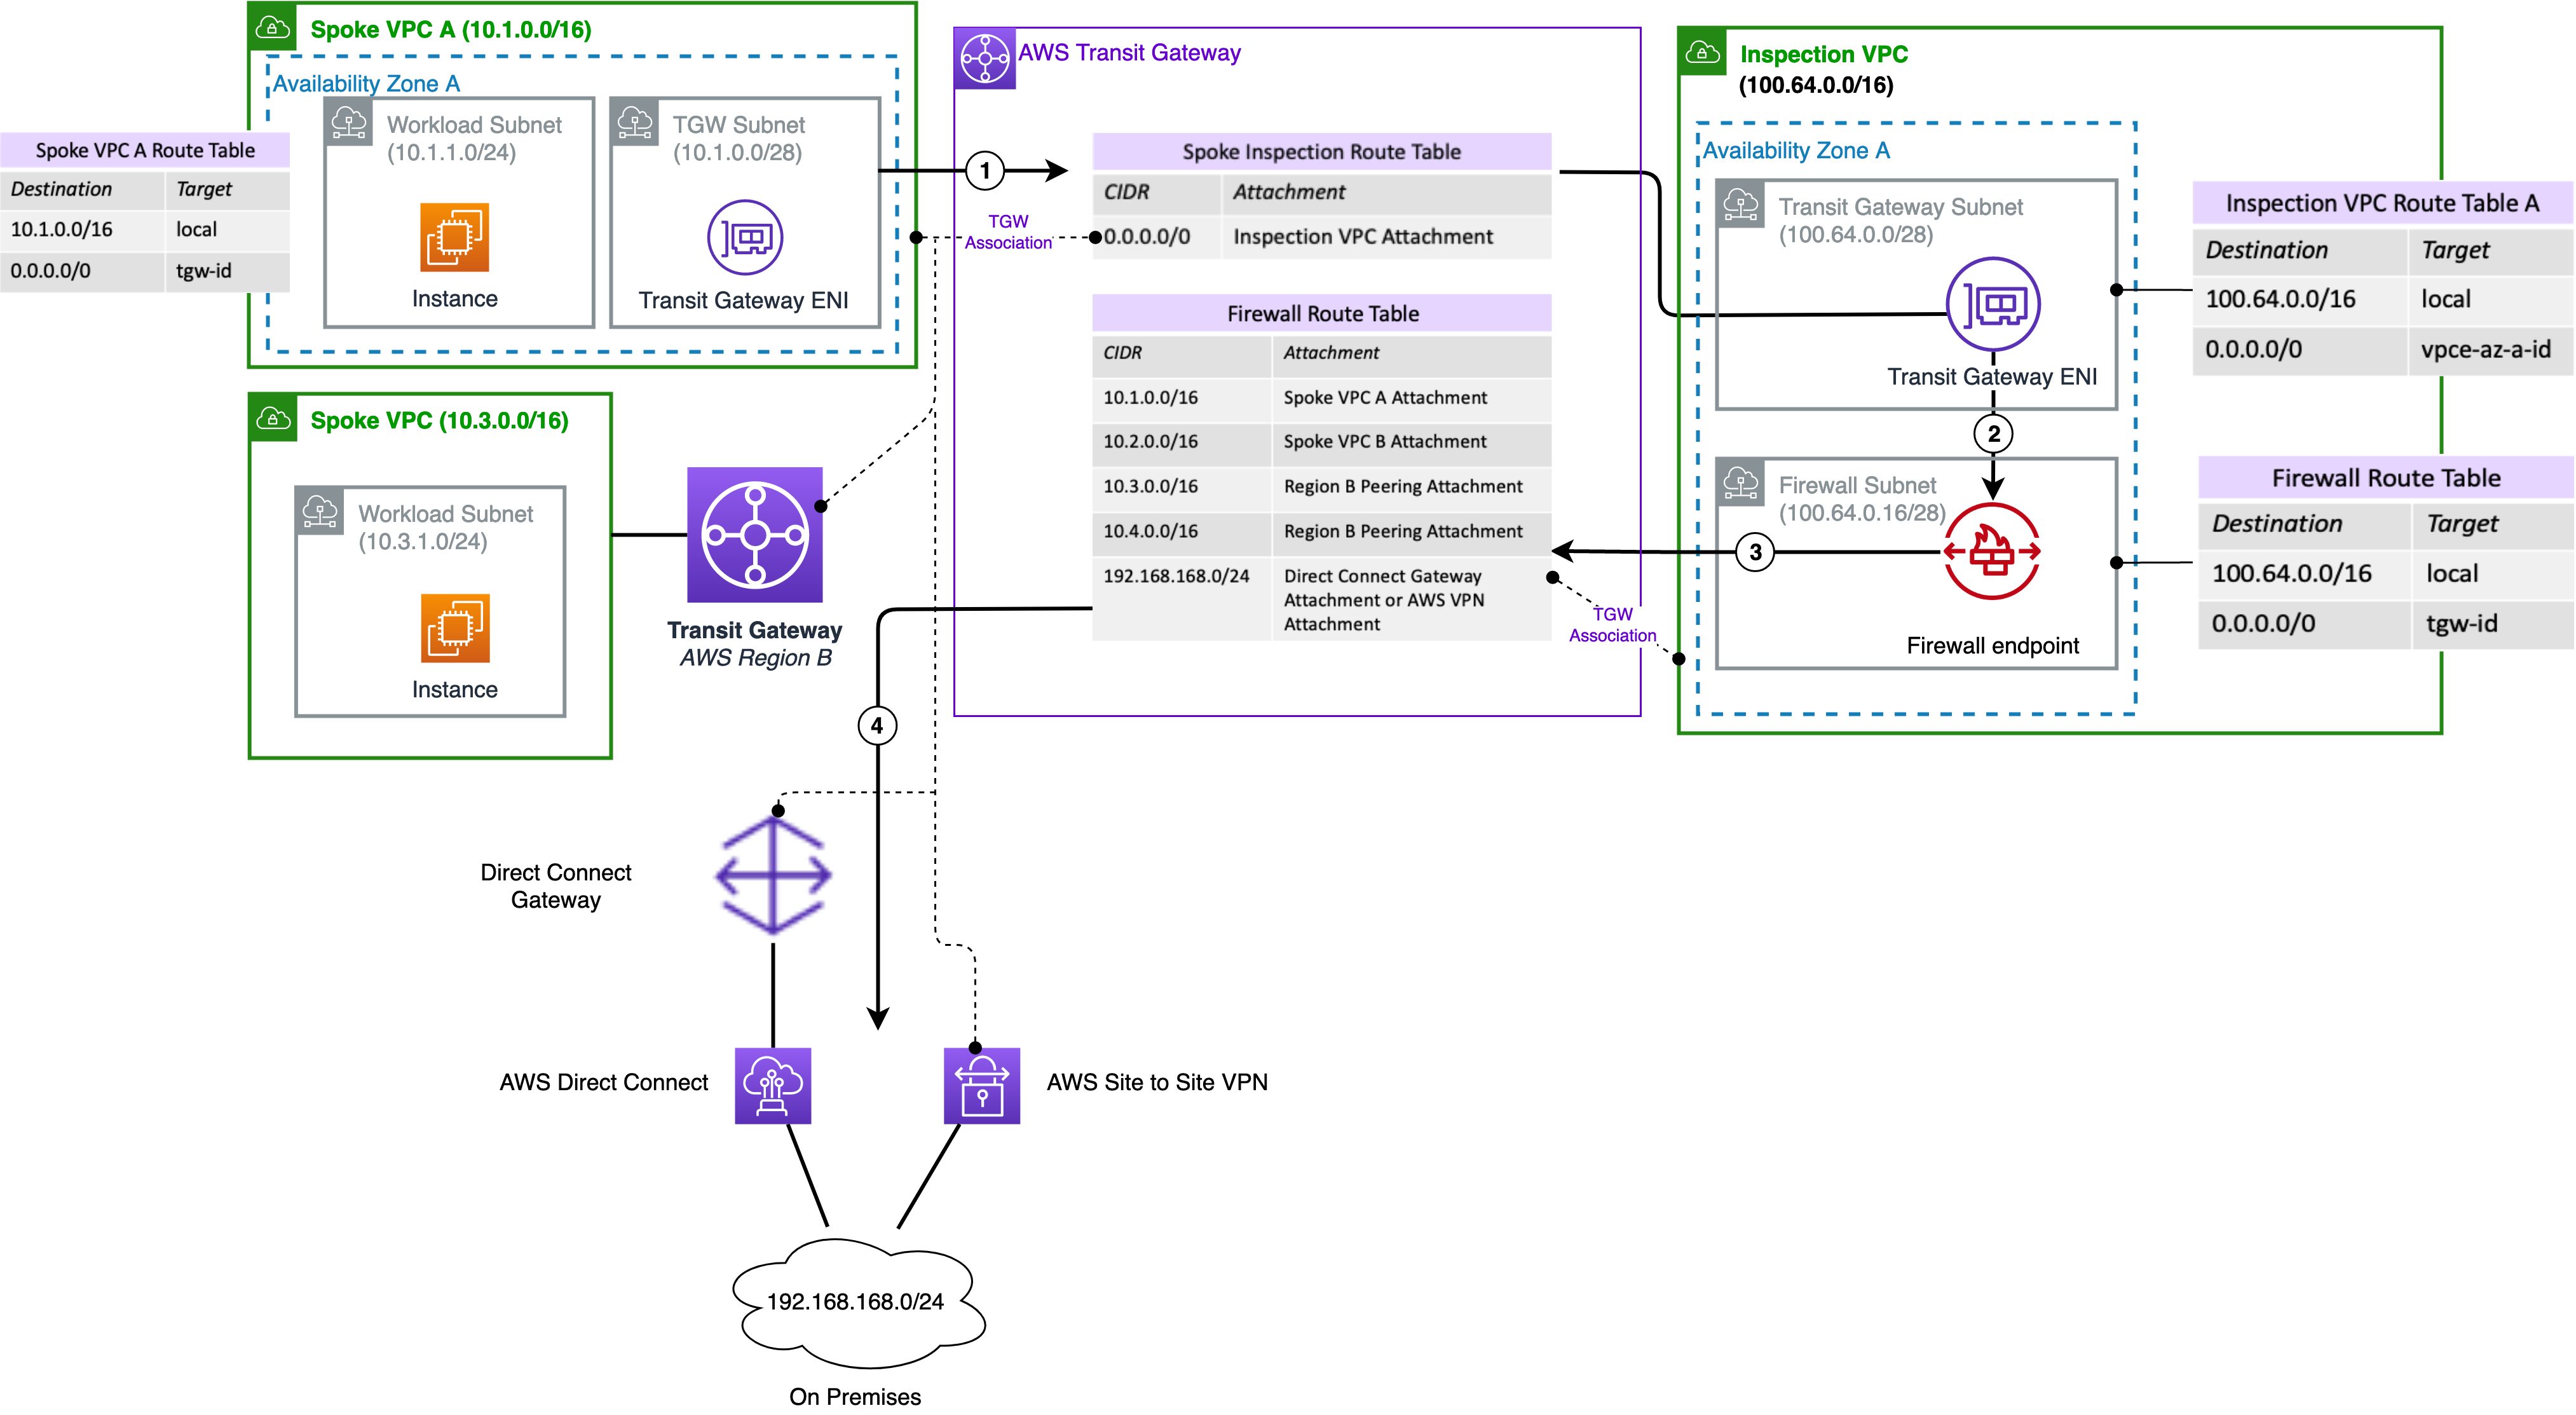 Spoke VPC A (10.1.0.0/16)
Availability Zone A
Workload Subnet
(10.1.1.0/24)
Instance
TGW Subnet
(10.1.0.0/28)
Transit Gateway ENI
Spoke VPC A Route Table
Destination Target
10.1.0.0/16 local
0.0.0.0/0 tgw-id
1
TGW
Association
AWS Transit Gateway
Spoke Inspection Route Table
CIDR Attachment
0.0.0.0/0 Inspection VPC Attachment
Firewall Route Table
CIDR Attachment
10.1.0.0/16 Spoke VPC A Attachment
10.2.0.0/16 Spoke VPC B Attachment
10.3.0.0/16 Region B Peering Attachment
10.4.0.0/16 Region B Peering Attachment
192.168.168.0/24 Direct Connect Gateway
Attachment or AWS VPN
Attachment
TGW
Association
Inspection VPC
(100.64.0.0/16)
Availability Zone A
Transit Gateway Subnet
(100.64.0.0/28)
Transit Gateway ENI
2
Firewall Subnet
(100.64.0.16/28)
3
Firewall endpoint
Inspection VPC Route Table A
Destination Target
100.64.0.0/16 local
0.0.0.0/0 vpce-az-a-id
Firewall Route Table
Destination Target
100.64.0.0/16 local
0.0.0.0/0 tgw-id
Spoke VPC (10.3.0.0/16)
Workload Subnet
(10.3.1.0/24)
Instance
Transit Gateway
AWS Region B
4
Direct Connect
Gateway
AWS Direct Connect
AWS Site to Site VPN
192.168.168.0/24
On Premises